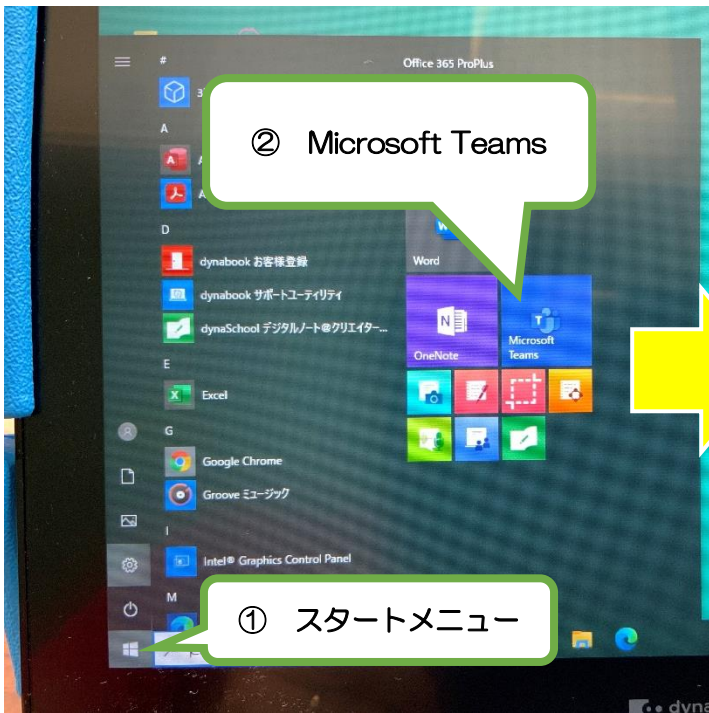 #
Office 365 ProPlus
3
A
② Microsoft Teams
A
A
D
Word
dynabook お客様登録
dynabook サポートユーティリティ
dynaSchool デジタルノート®クリエイター...
OneNote
Microsoft
Teams
E
Excel
G
Google Chrome
Groove ミュージック
I
Intel® Graphics Control Panel
M
① スタートメニュー
dyna